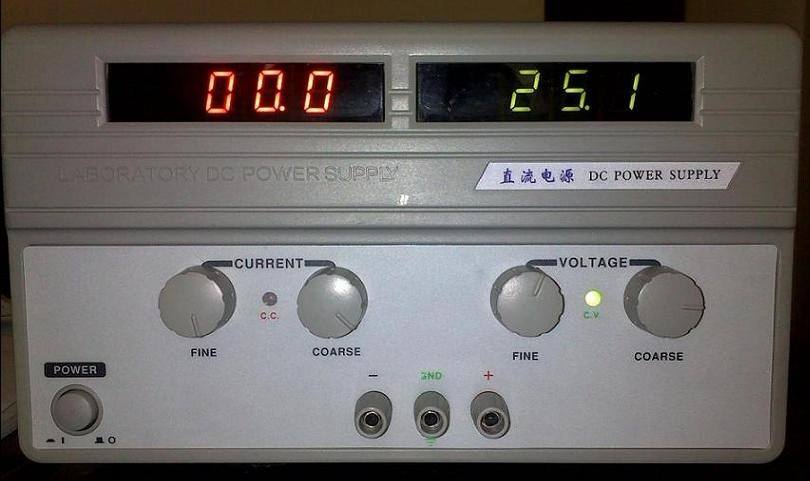 00.0
25.1
LABORATORY DC POWER SUPPLY
直流电源 DC POWER SUPPLY
CURRENT
VOLTAGE
C.C.
C.V.
FINE
COARSE
FINE
COARSE
POWER
−
GND
+
I
O